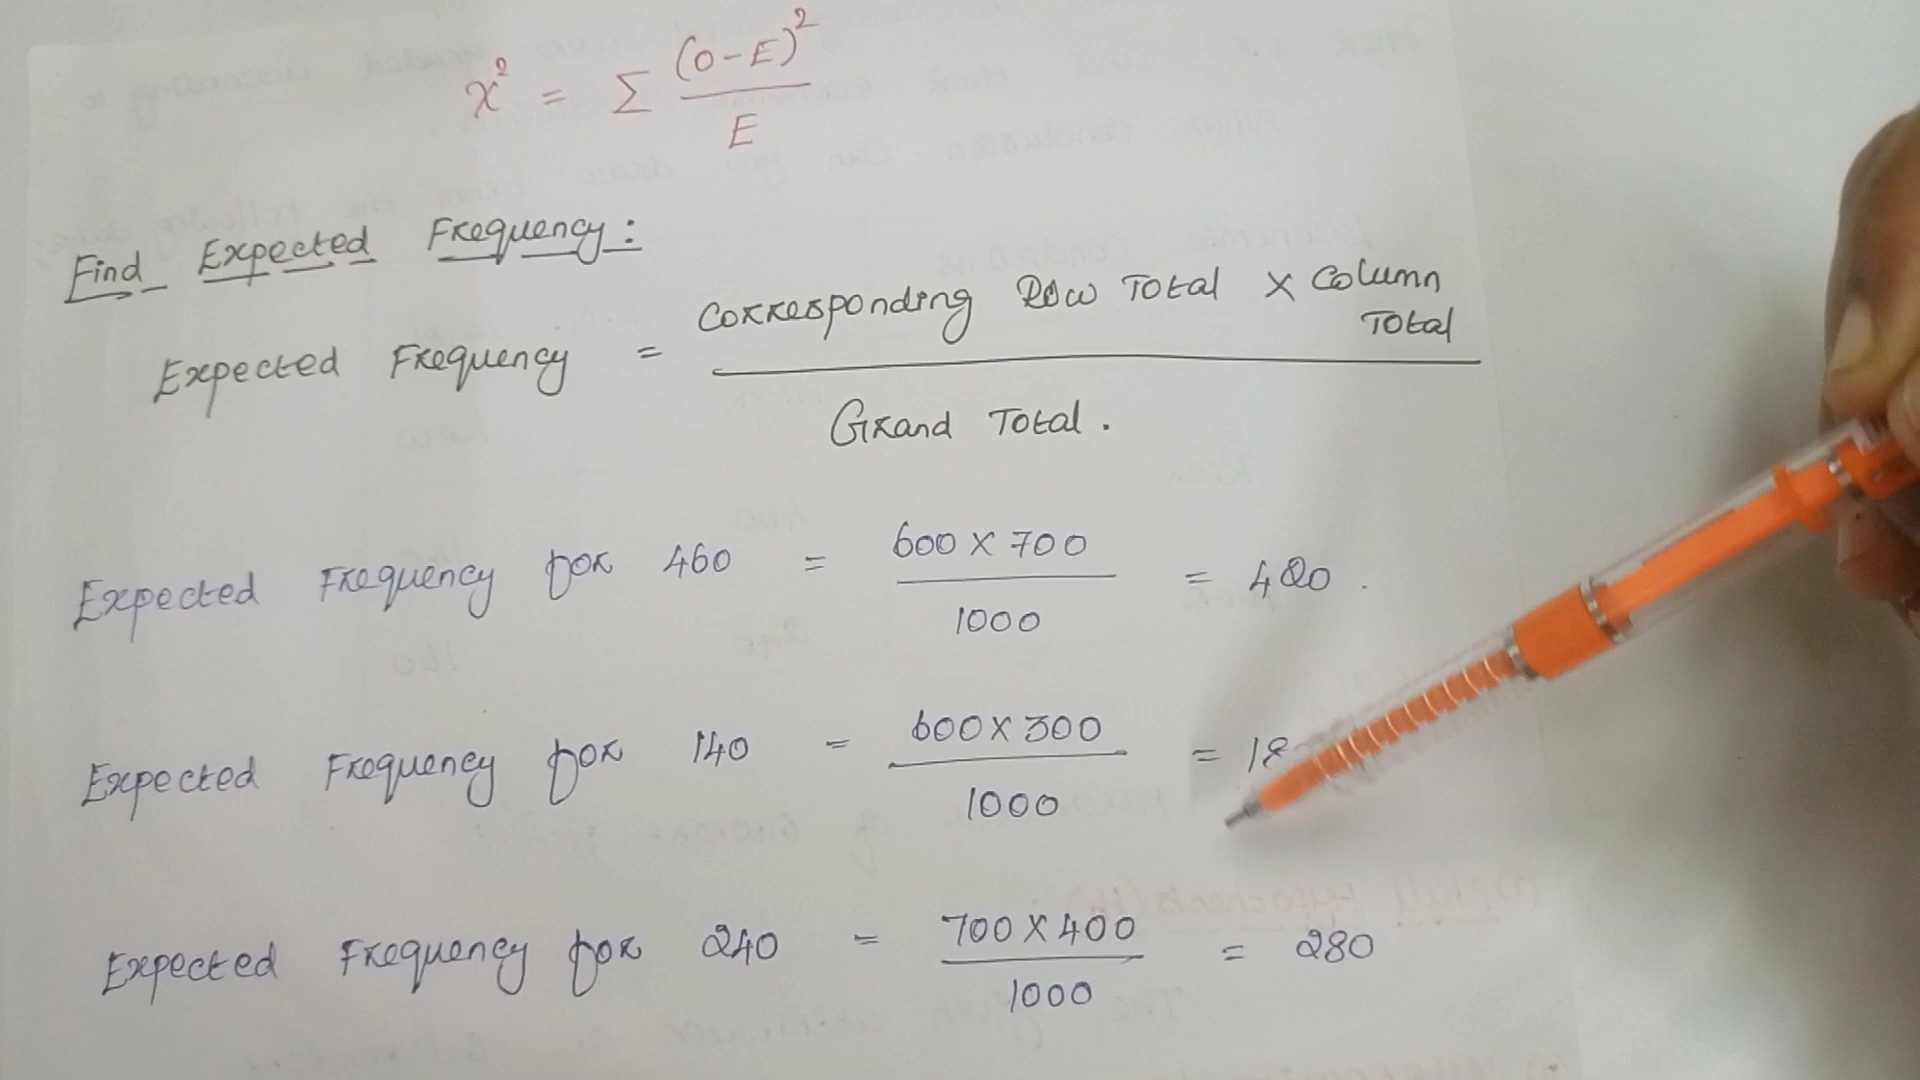 x² = Σ (O-E)² / E
Find Expected Frequency:
Expected Frequency = Corresponding Row Total × Column Total / Grand Total.
Expected Frequency for 460 = 600 × 700 / 1000 = 420.
Expected Frequency for 140 = 600 × 300 / 1000 = 18
Expected Frequency for 240 = 700 × 400 / 1000 = 280